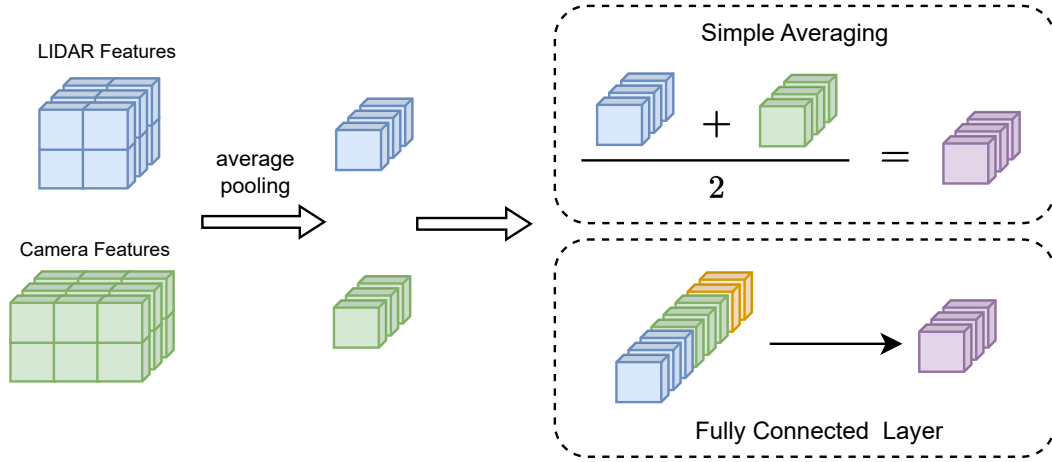 LIDAR Features
average
pooling
Camera Features
Simple Averaging
+
=
2
Fully Connected Layer